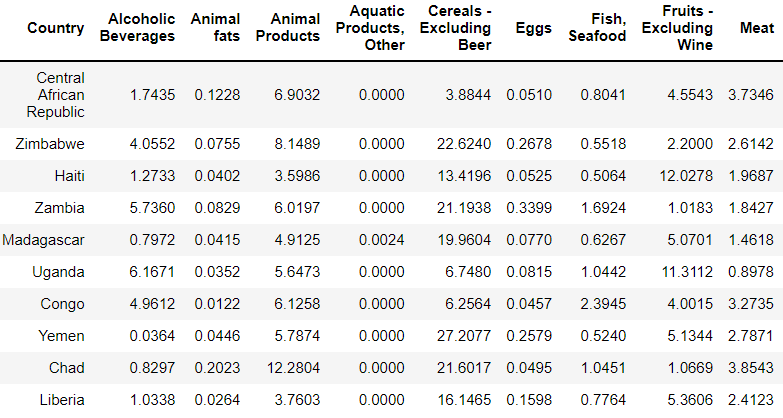 Country Alcoholic Beverages Animal fats Animal Products Aquatic Products, Other Cereals - Excluding Beer Eggs Fish, Seafood Fruits - Excluding Wine Meat
Central African Republic 1.7435 0.1228 6.9032 0.0000 3.8844 0.0510 0.8041 4.5543 3.7346
Zimbabwe 4.0552 0.0755 8.1489 0.0000 22.6240 0.2678 0.5518 2.2000 2.6142
Haiti 1.2733 0.0402 3.5986 0.0000 13.4196 0.0525 0.5064 12.0278 1.9687
Zambia 5.7360 0.0829 6.0197 0.0000 21.1938 0.3399 1.6924 1.0183 1.8427
Madagascar 0.7972 0.0415 4.9125 0.0024 19.9604 0.0770 0.6267 5.0701 1.4618
Uganda 6.1671 0.0352 5.6473 0.0000 6.7480 0.0815 1.0442 11.3112 0.8978
Congo 4.9612 0.0122 6.1258 0.0000 6.2564 0.0457 2.3945 4.0015 3.2735
Yemen 0.0364 0.0446 5.7874 0.0000 27.2077 0.2579 0.5240 5.1344 2.7871
Chad 0.8297 0.2023 12.2804 0.0000 21.6017 0.0495 1.0451 1.0669 3.8543
Liberia 1.0338 0.0264 3.7603 0.0000 16.1465 0.1598 0.7764 5.3606 2.4123